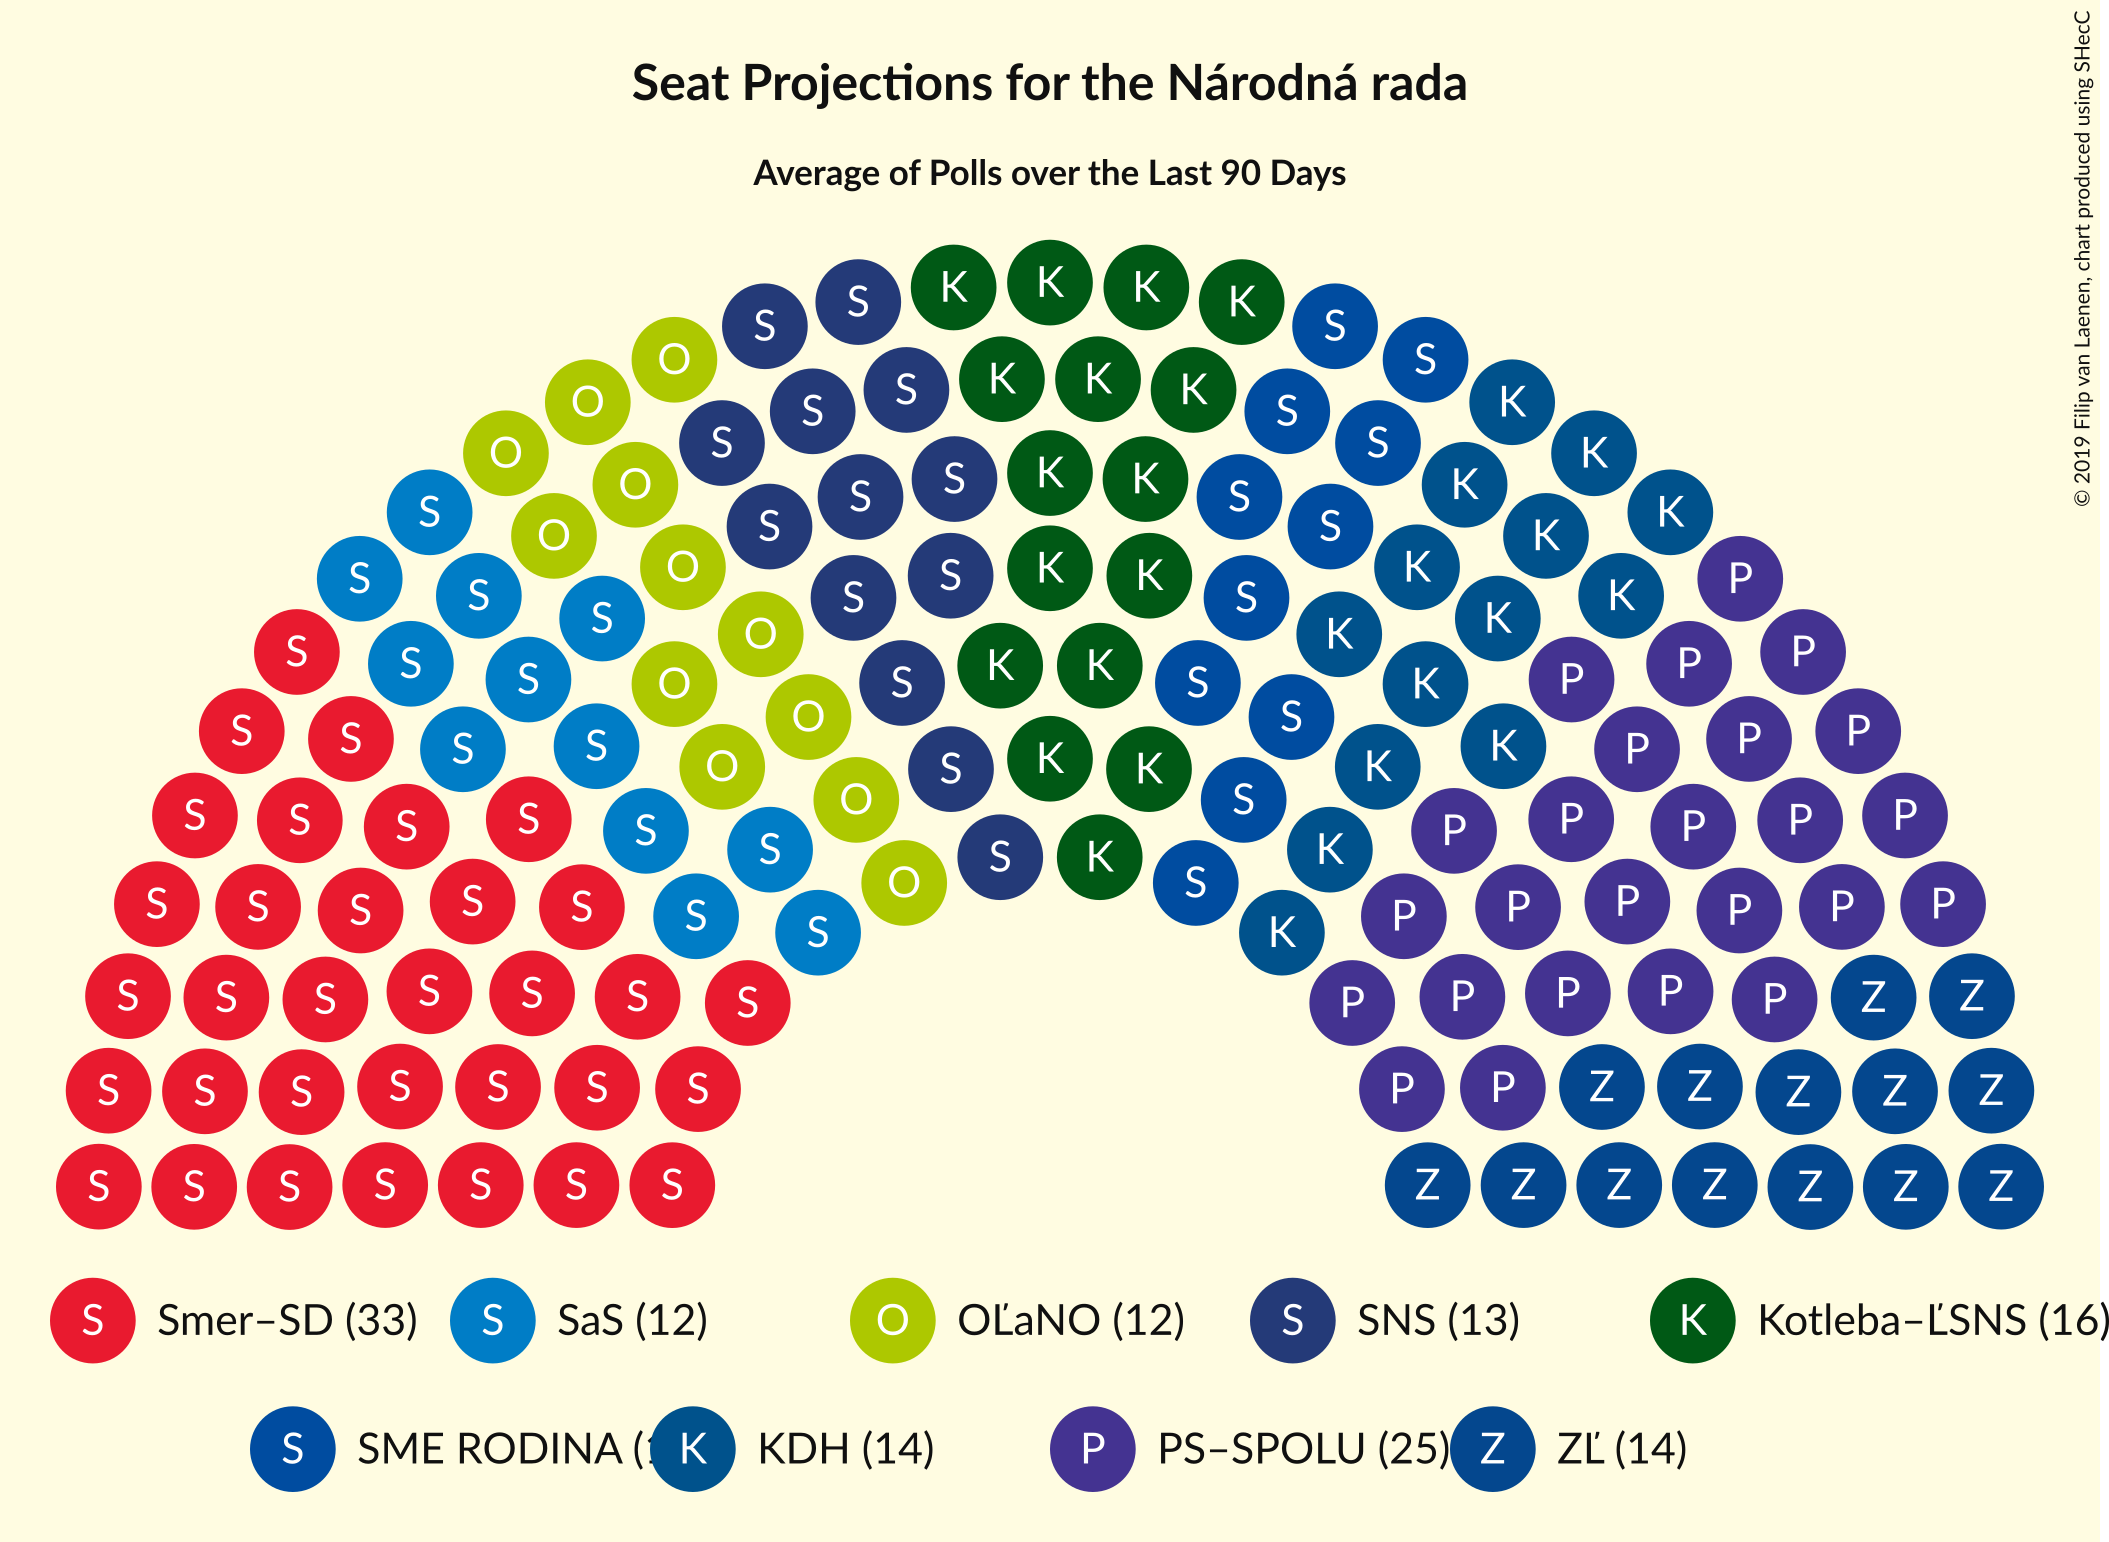 Seat Projections for the Národná rada
Average of Polls over the Last 90 Days
© 2019 Filip van Laenen, chart produced using SHecC
K K K K
S S S S
O K K K S
O S S S K
O S K K S K
S O S S S K K
S O S K K S K K
S S O S S K K P
S S O K K S K P P
S S O S S K P P
S S S O K K S K P P
S S S S O S S K P P P
S S S S S O S K S K P P P P P
S S S S S S S K P P P P P P
S S S S S S S P P P P P Z Z
S S S S S S S P P Z Z Z Z Z
S S S S S S S Z Z Z Z Z Z Z
S Smer–SD (33) S SaS (12) O OĽaNO (12) S SNS (13) K Kotleba–ĽSNS (16)
S SME RODINA ( K KDH (14) P PS–SPOLU (25) Z ZĽ (14)